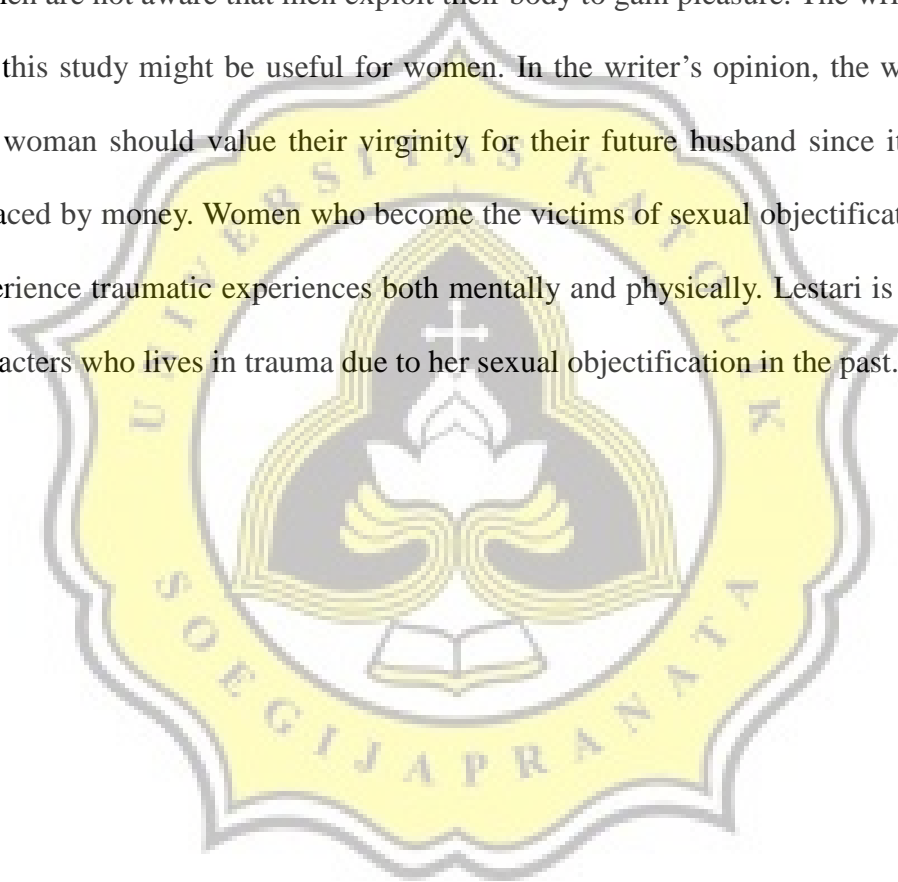 en are not aware that men exploit their body to gain pleasure. The wri
this study might be useful for women. In the writer's opinion, the w
woman should value their virginity for their future husband since it
aced by money. Women who become the victims of sexual objectificat
erience traumatic experiences both mentally and physically. Lestari is
acters who lives in trauma due to her sexual objectification in the past.
UNIVERSITAS KATOLIK
SOEGIJAPRANATA